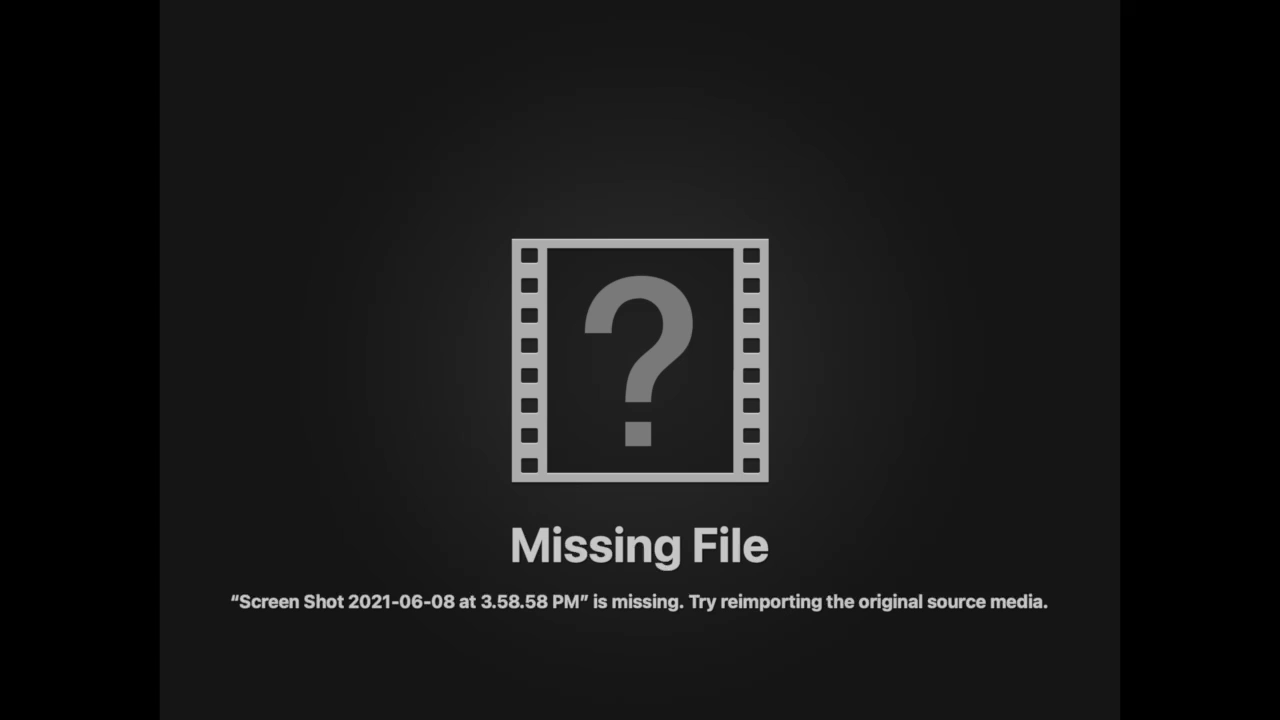 ?
Missing File
“Screen Shot 2021-06-08 at 3.58.58 PM” is missing. Try reimporting the original source media.